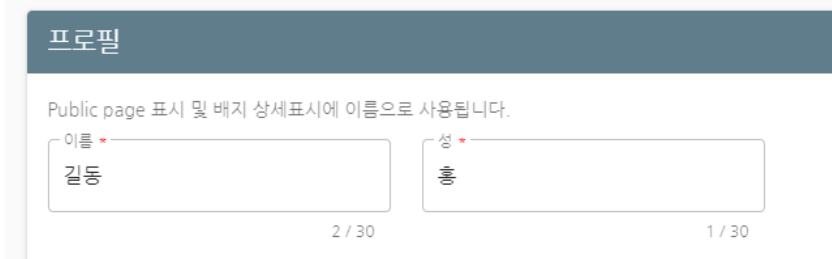 프로필
Public page 표시 및 배지 상세표시에 이름으로 사용됩니다.
이름 * 성 *
길동 홍
2 / 30 1 / 30